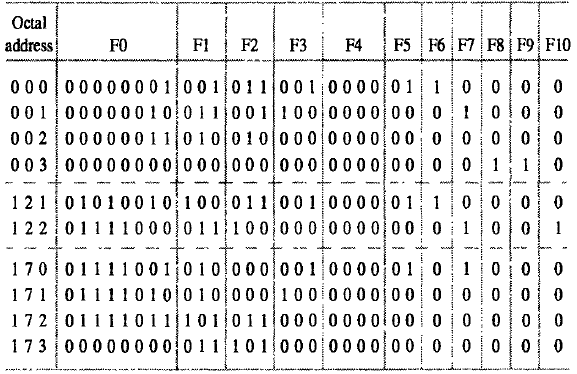 Octal
address F0 F1 F2 F3 F4 F5 F6 F7 F8 F9 F10
0 0 0 0 0 0 0 0 0 0 1 0 0 1 0 1 1 0 0 1 0 0 0 0 0 1 1 0 0 0 0
0 0 1 0 0 0 0 0 0 1 0 0 1 1 0 0 1 1 0 0 0 0 0 0 0 0 0 1 0 0 0
0 0 2 0 0 0 0 0 0 1 1 0 1 0 0 1 0 0 0 0 0 0 0 0 0 0 0 0 0 0 0
0 0 3 0 0 0 0 0 0 0 0 0 0 0 0 0 0 0 0 0 0 0 0 0 0 0 0 0 1 1 0
1 2 1 0 1 0 1 0 0 1 0 1 0 0 0 1 1 0 0 1 0 0 0 0 0 1 1 0 0 0 0
1 2 2 0 1 1 1 1 0 0 0 0 1 1 1 0 0 0 0 0 0 0 0 0 0 0 0 1 0 0 1
1 7 0 0 1 1 1 1 0 0 1 0 1 0 0 0 0 0 0 1 0 0 0 0 0 1 0 1 0 0 0
1 7 1 0 1 1 1 1 0 1 0 0 1 0 0 0 0 1 0 0 0 0 0 0 0 0 0 0 0 0 0
1 7 2 0 1 1 1 1 0 1 1 1 0 1 0 1 1 0 0 0 0 0 0 0 0 0 0 0 0 0 0
1 7 3 0 0 0 0 0 0 0 0 0 1 1 1 0 1 0 0 0 0 0 0 0 0 0 0 0 0 0 0